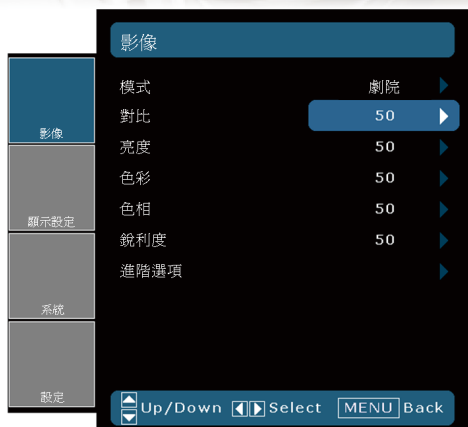 影像
模式 劇院
對比 50
亮度 50
色彩 50
色相 50
銳利度 50
進階選項
影像
顯示設定
系統
設定
Up/Down Select MENU Back